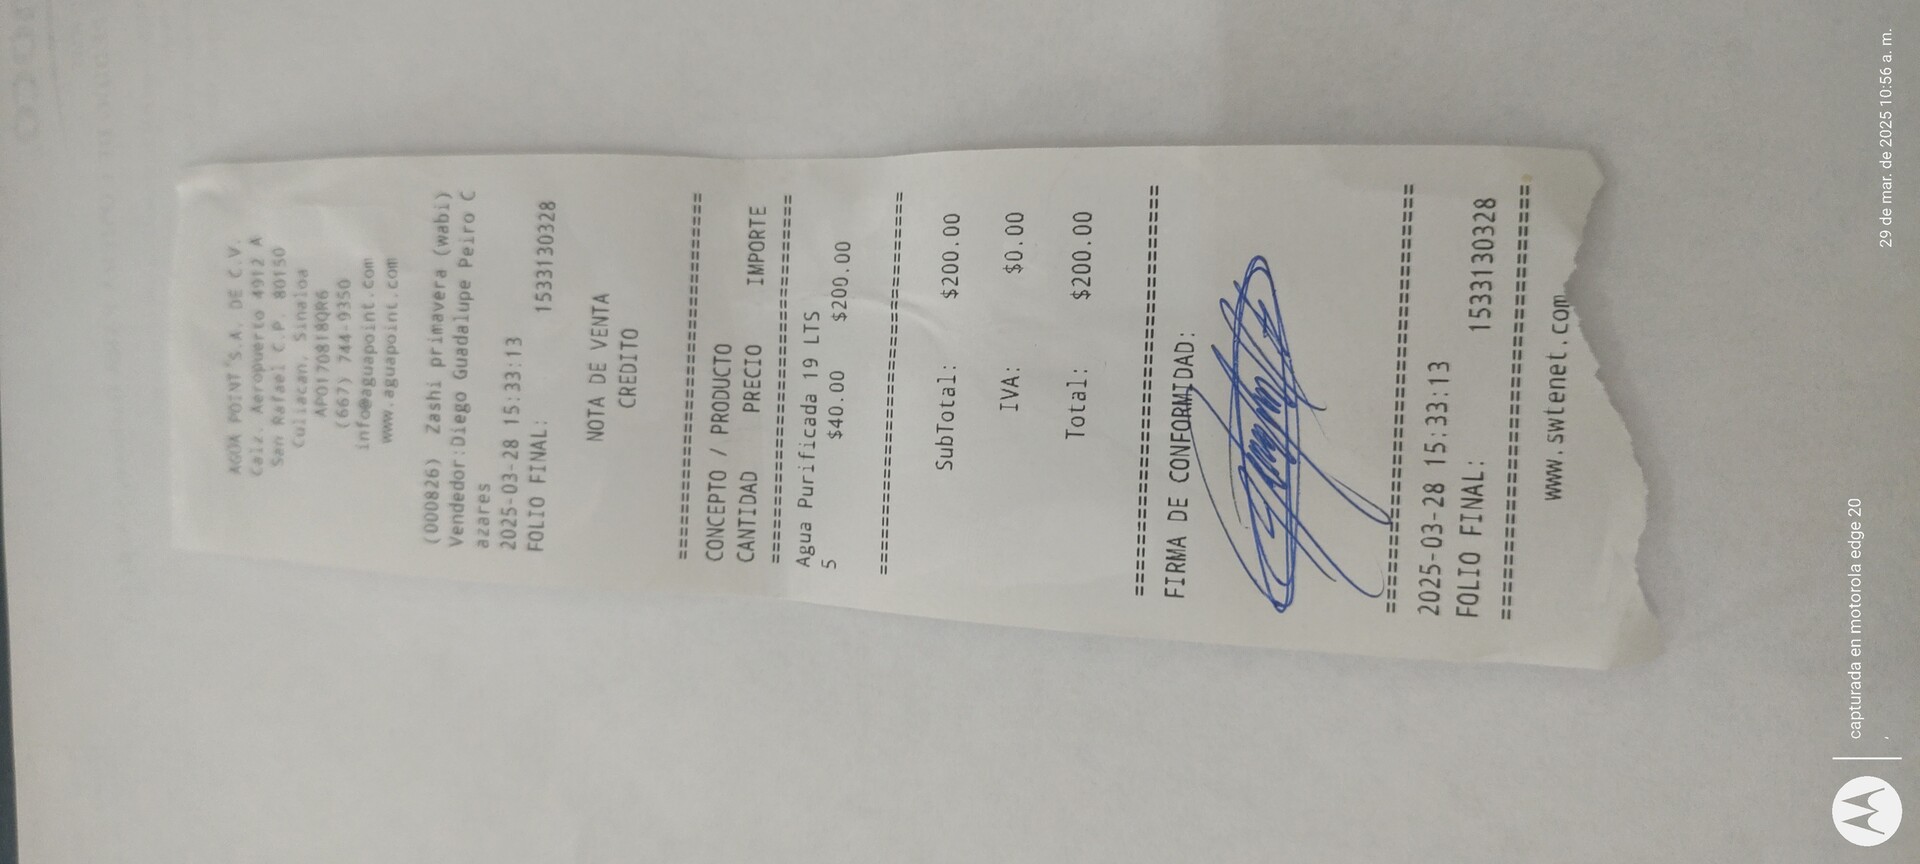 AGUA POINT S.A. DE C.V.
Calz. Aeropuerto 4912 A
San Rafael C.P. 80150
Culiacan, Sinaloa
APO170818QR6
(667) 744-9350
info@aguapoint.com
www.aguapoint.com
(000826) Zashi primavera (wabi)
Vendedor:Diego Guadalupe Peiro C
azares
2025-03-28 15:33:13
FOLIO FINAL: 1533130328
NOTA DE VENTA
CREDITO
================================
CONCEPTO / PRODUCTO
CANTIDAD PRECIO IMPORTE
================================
Agua Purificada 19 LTS
5 $40.00 $200.00
================================
SubTotal: $200.00
IVA: $0.00
Total: $200.00
================================
FIRMA DE CONFORMIDAD:
================================
2025-03-28 15:33:13
FOLIO FINAL: 1533130328
================================
www.swtenet.com
capturada en motorola edge 20
,
29 de mar. de 2025 10:56 a. m.